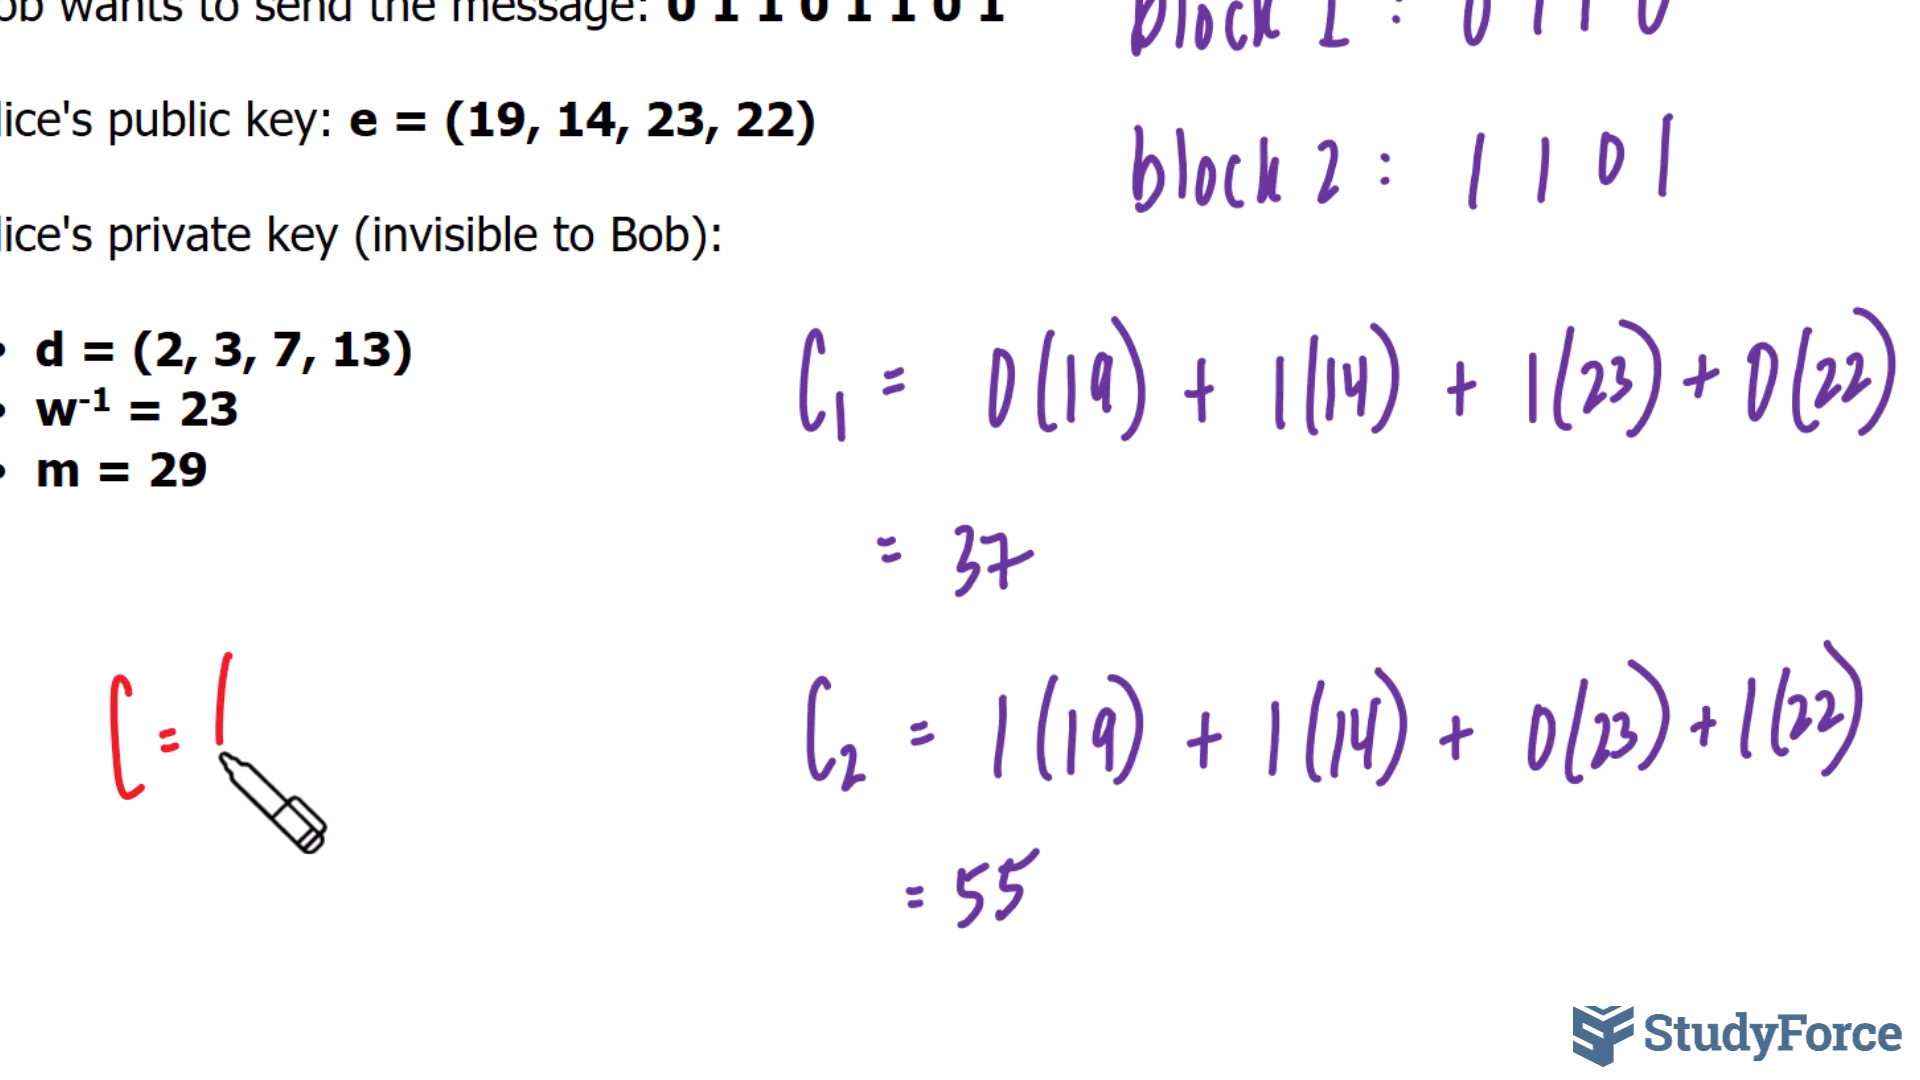 ob wants to send the message: 0 1 1 0 1 1 0 1
block 1 : 0 1 1 0
lice's public key: e = (19, 14, 23, 22)
block 2 : 1 1 0 1
lice's private key (invisible to Bob):
• d = (2, 3, 7, 13)
• w⁻¹ = 23
• m = 29
C₁ = 0(19) + 1(14) + 1(23) + 0(22)
= 37
C = (
C₂ = 1(19) + 1(14) + 0(23) + 1(22)
= 55
StudyForce